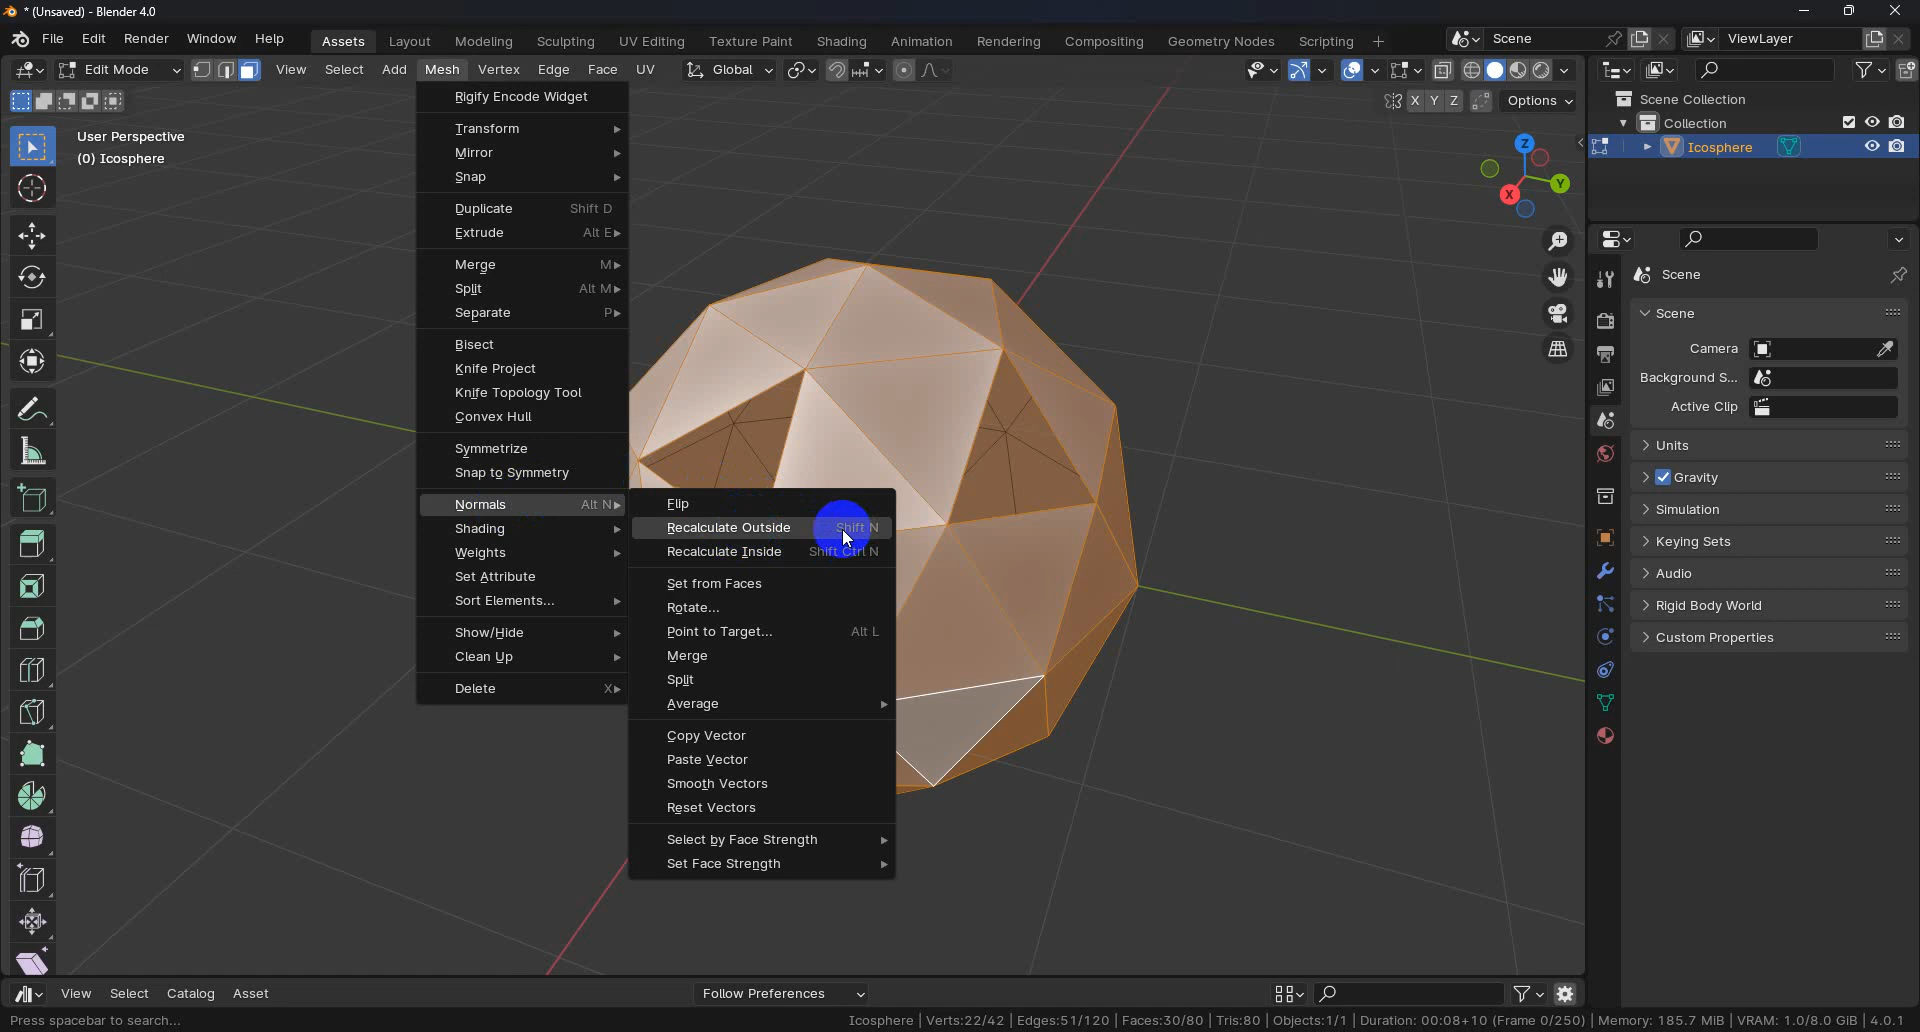 * (Unsaved) - Blender 4.0
File Edit Render Window Help Assets Layout Modeling Sculpting UV Editing Texture Paint Shading Animation Rendering Compositing Geometry Nodes Scripting + Scene ViewLayer
Edit Mode View Select Add Mesh Vertex Edge Face UV Global
X Y Z Options
User Perspective
(0) Icosphere
Rigify Encode Widget
Transform
Mirror
Snap
Duplicate Shift D
Extrude Alt E
Merge M
Split Alt M
Separate P
Bisect
Knife Project
Knife Topology Tool
Convex Hull
Symmetrize
Snap to Symmetry
Normals Alt N
Shading
Weights
Set Attribute
Sort Elements...
Show/Hide
Clean Up
Delete X
Flip
Recalculate Outside Shift N
Recalculate Inside Shift Ctrl N
Set from Faces
Rotate...
Point to Target... Alt L
Merge
Split
Average
Copy Vector
Paste Vector
Smooth Vectors
Reset Vectors
Select by Face Strength
Set Face Strength
Z
Y
X
Scene Collection
Collection
Icosphere
Scene
Scene
Camera
Background S...
Active Clip
Units
Gravity
Simulation
Keying Sets
Audio
Rigid Body World
Custom Properties
View Select Catalog Asset Follow Preferences
Press spacebar to search...
Icosphere | Verts:22/42 | Edges:51/120 | Faces:30/80 | Tris:80 | Objects:1/1 | Duration: 00:08+10 (Frame 0/250) | Memory: 185.7 MiB | VRAM: 1.0/8.0 GiB | 4.0.1